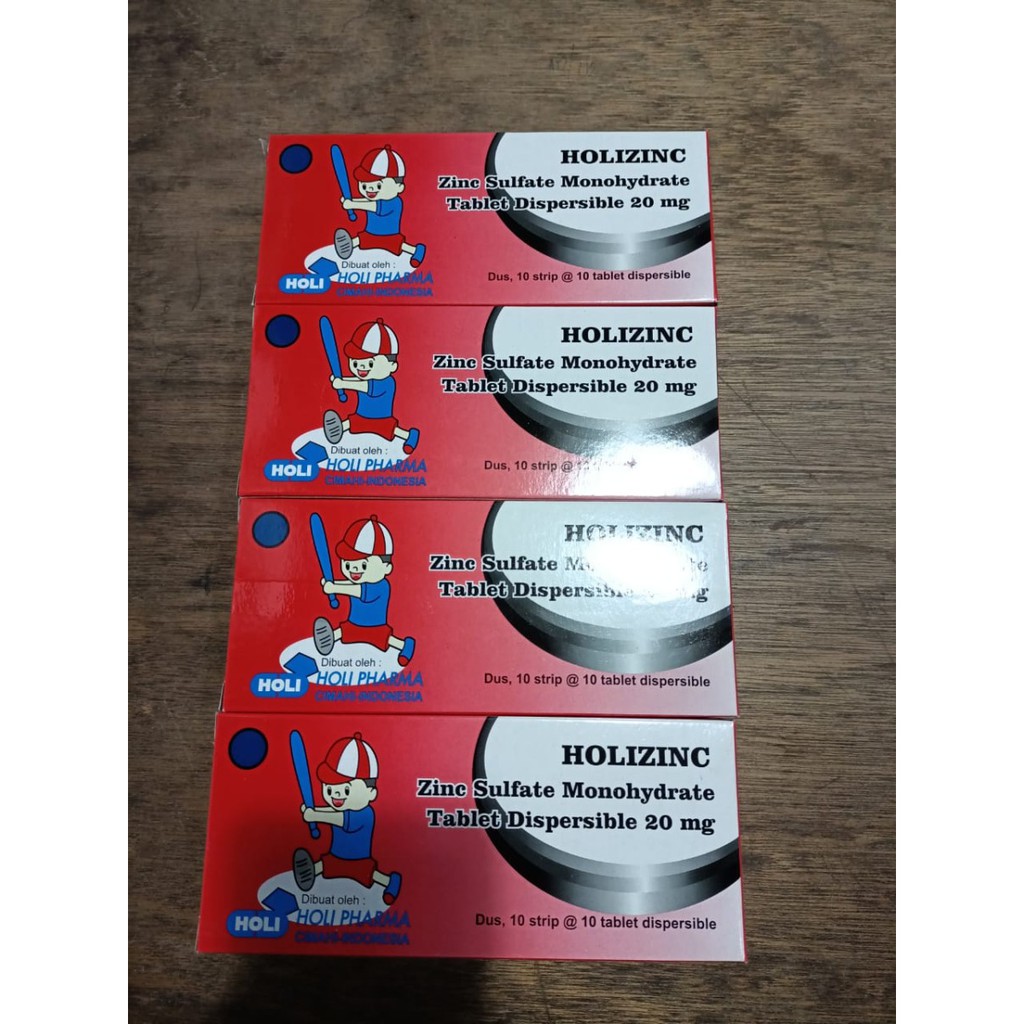 HOLIZINC
Zinc Sulfate Monohydrate
Tablet Dispersible 20 mg
Dibuat oleh :
HOLI
HOLI PHARMA
CIMAHI-INDONESIA
Dus, 10 strip @ 10 tablet dispersible
HOLIZINC
Zinc Sulfate Monohydrate
Tablet Dispersible 20 mg
Dibuat oleh :
HOLI
HOLI PHARMA
CIMAHI-INDONESIA
Dus, 10 strip @
HOLIZINC
Zinc Sulfate
Tablet
Dibuat oleh :
HOLI
HOLI PHARMA
CIMAHI-INDONESIA
Dus, 10 strip @ 10 tablet dispersible
HOLIZINC
Zinc Sulfate Monohydrate
Tablet Dispersible 20 mg
Dibuat oleh :
HOLI
HOLI PHARMA
CIMAHI-INDONESIA
Dus, 10 strip @ 10 tablet dispersible